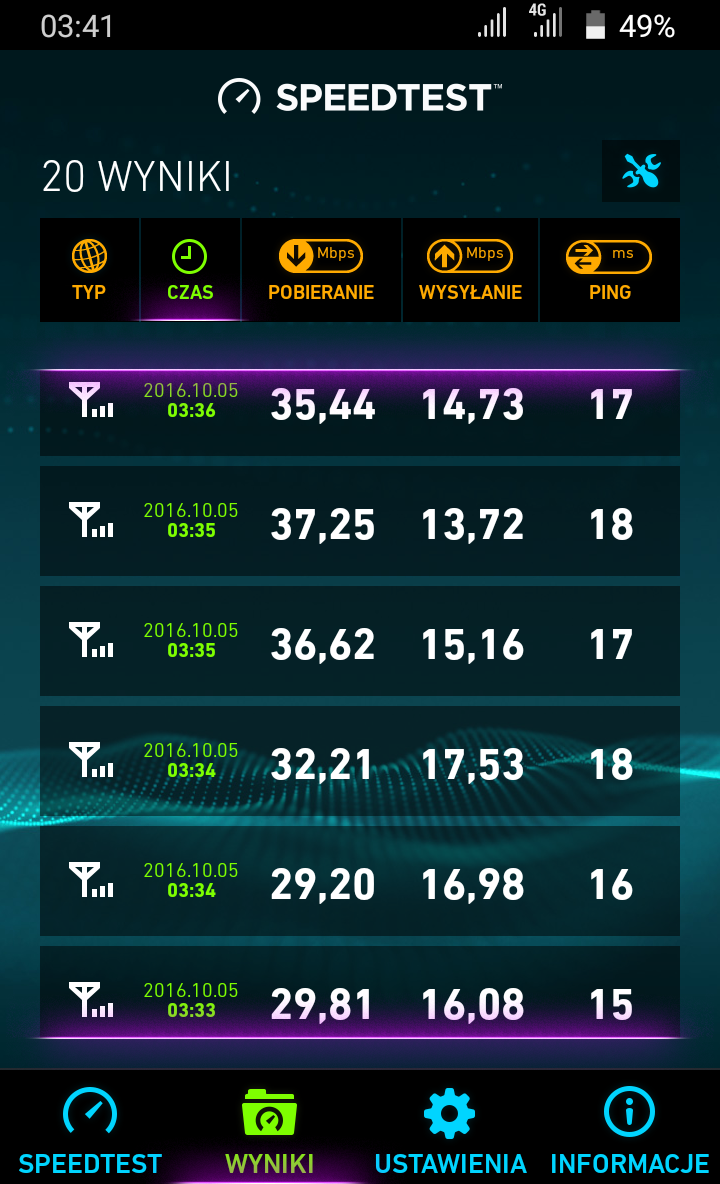 03:41 4G 49%
SPEEDTEST™
20 WYNIKI
Mbps Mbps ms
TYP CZAS POBIERANIE WYSYŁANIE PING
2016.10.05
03:36 35,44 14,73 17
2016.10.05
03:35 37,25 13,72 18
2016.10.05
03:35 36,62 15,16 17
2016.10.05
03:34 32,21 17,53 18
2016.10.05
03:34 29,20 16,98 16
2016.10.05
03:33 29,81 16,08 15
SPEEDTEST WYNIKI USTAWIENIA INFORMACJE